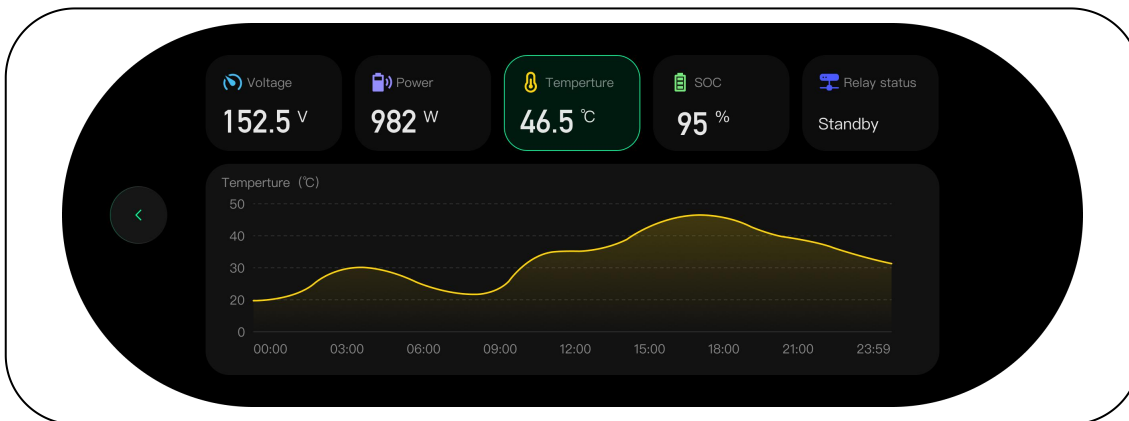 Voltage
152.5 V
Power
982 W
Temperture
46.5 ℃
SOC
95 %
Relay status
Standby
Temperture（℃）
50
40
30
20
0
00:00 03:00 06:00 09:00 12:00 15:00 18:00 21:00 23:59